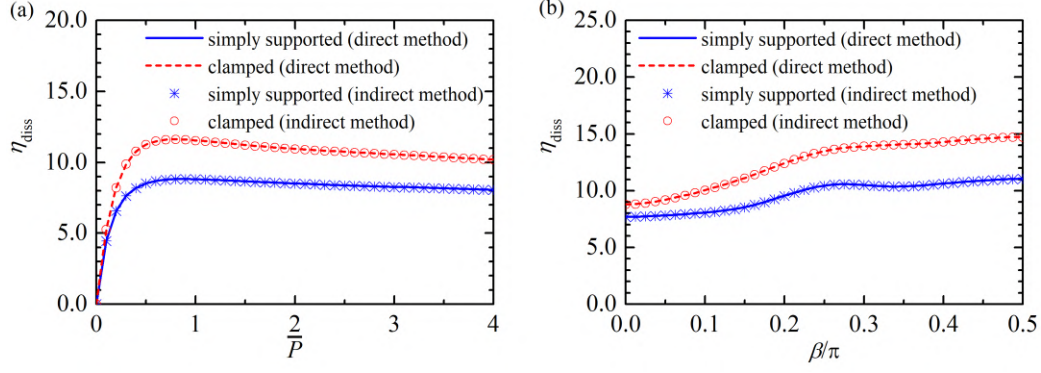 (a)
20.0
15.0
10.0
5.0
0.0
η_diss
simply supported (direct method)
clamped (direct method)
simply supported (indirect method)
clamped (indirect method)
0 1 2 3 4
P̅
(b)
25.0
20.0
15.0
10.0
5.0
0.0
η_diss
simply supported (direct method)
clamped (direct method)
simply supported (indirect method)
clamped (indirect method)
0.0 0.1 0.2 0.3 0.4 0.5
β/π